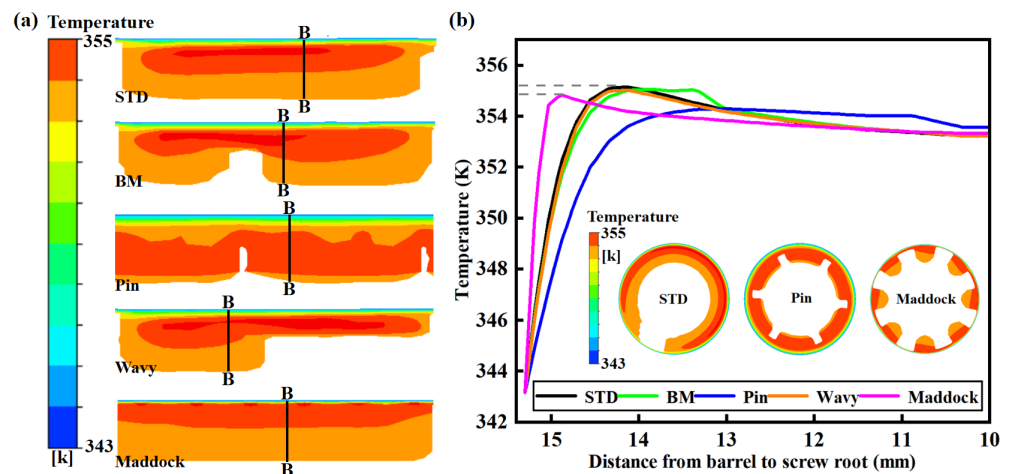 (a)
Temperature
355
343
[k]
B
B
STD
B
B
BM
B
B
Pin
B
B
Wavy
B
B
Maddock
(b)
Temperature (K)
356
354
352
350
348
346
344
342
15
14
13
12
11
10
Distance from barrel to screw root (mm)
Temperature
355
[k]
343
STD
Pin
Maddock
STD
BM
Pin
Wavy
Maddock